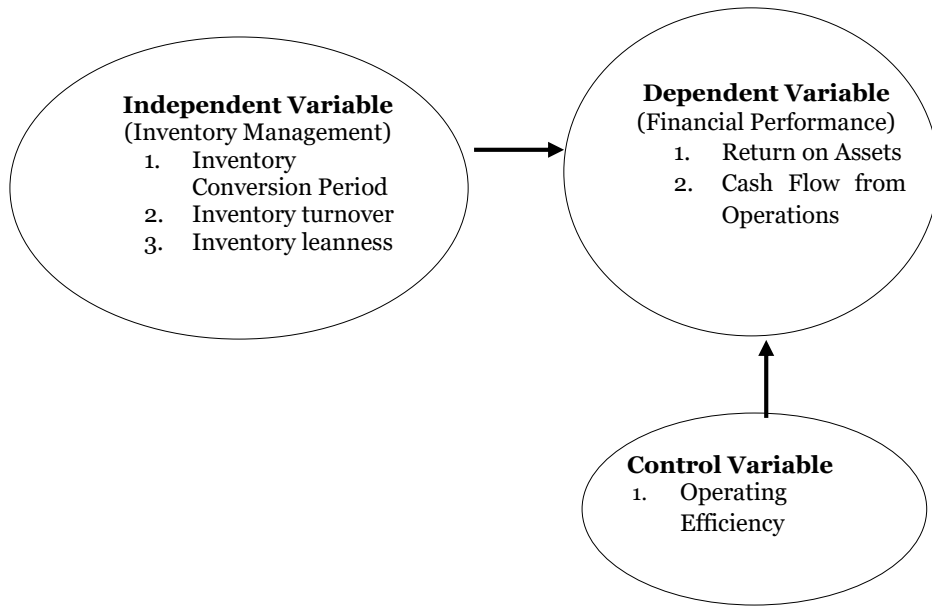 Independent Variable
(Inventory Management)
1. Inventory
Conversion Period
2. Inventory turnover
3. Inventory leanness
Dependent Variable
(Financial Performance)
1. Return on Assets
2. Cash Flow from
Operations
Control Variable
1. Operating
Efficiency